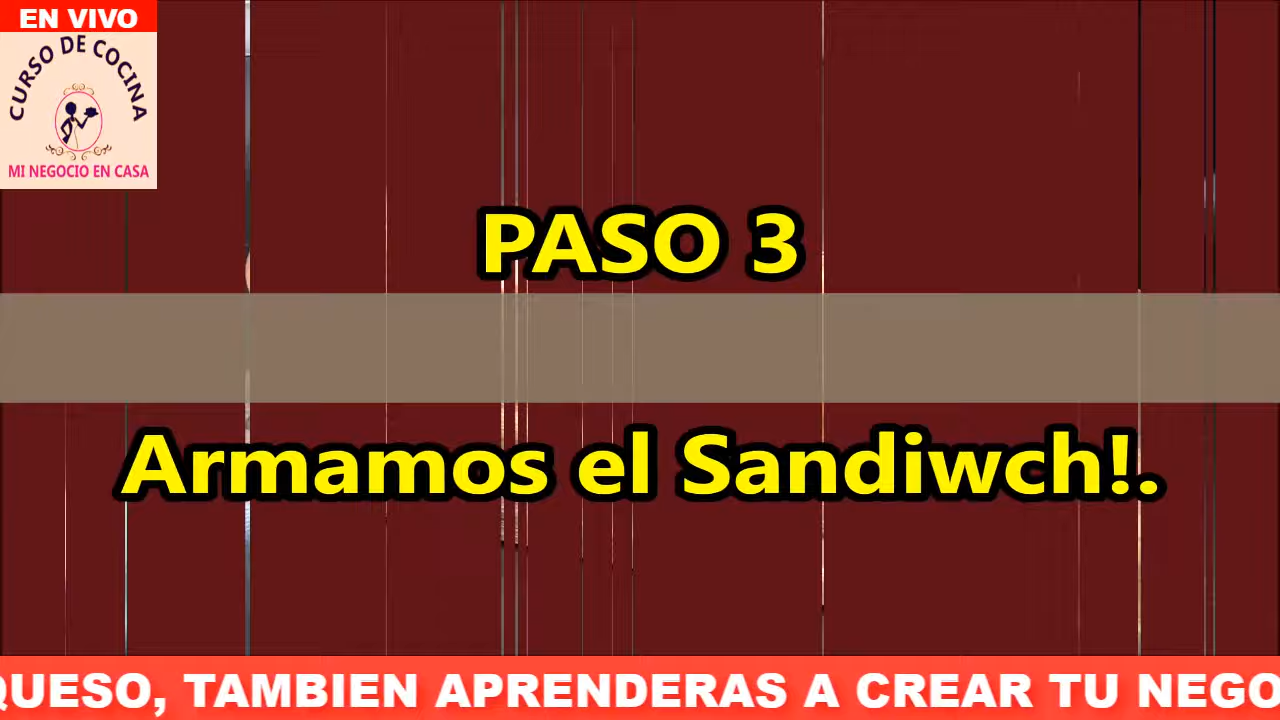 EN VIVO
CURSO DE COCINA
MI NEGOCIO EN CASA
PASO 3
Armamos el Sandiwch!.
QUESO, TAMBIEN APRENDERAS A CREAR TU NEGO